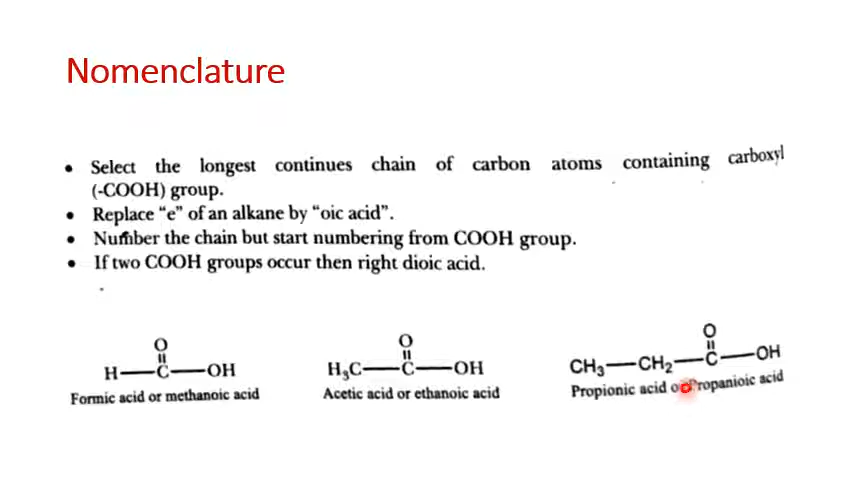 Nomenclature
• Select the longest continues chain of carbon atoms containing carboxyl
(-COOH) group.
• Replace "e" of an alkane by "oic acid".
• Number the chain but start numbering from COOH group.
• If two COOH groups occur then right dioic acid.
O
H—C—OH
Formic acid or methanoic acid
O
H₃C—C—OH
Acetic acid or ethanoic acid
O
CH₃—CH₂—C—OH
Propionic acid or Propanioic acid